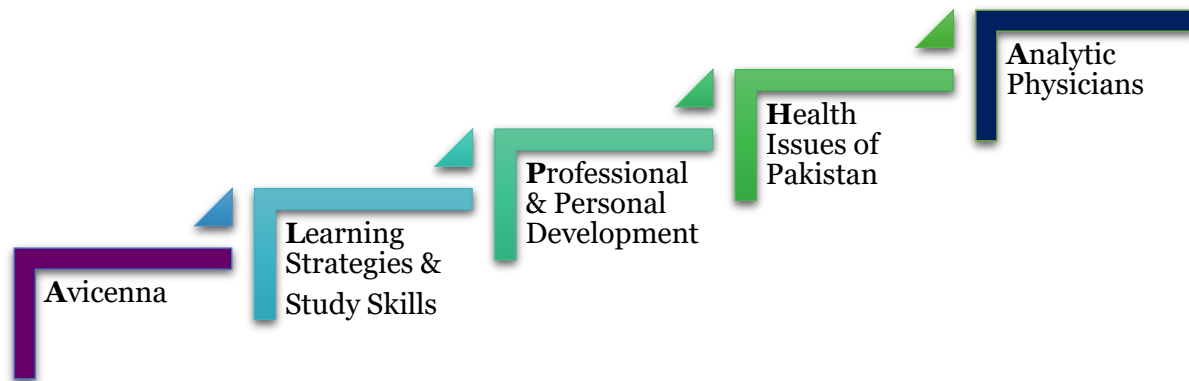 Avicenna
Learning
Strategies &
Study Skills
Professional
& Personal
Development
Health
Issues of
Pakistan
Analytic
Physicians